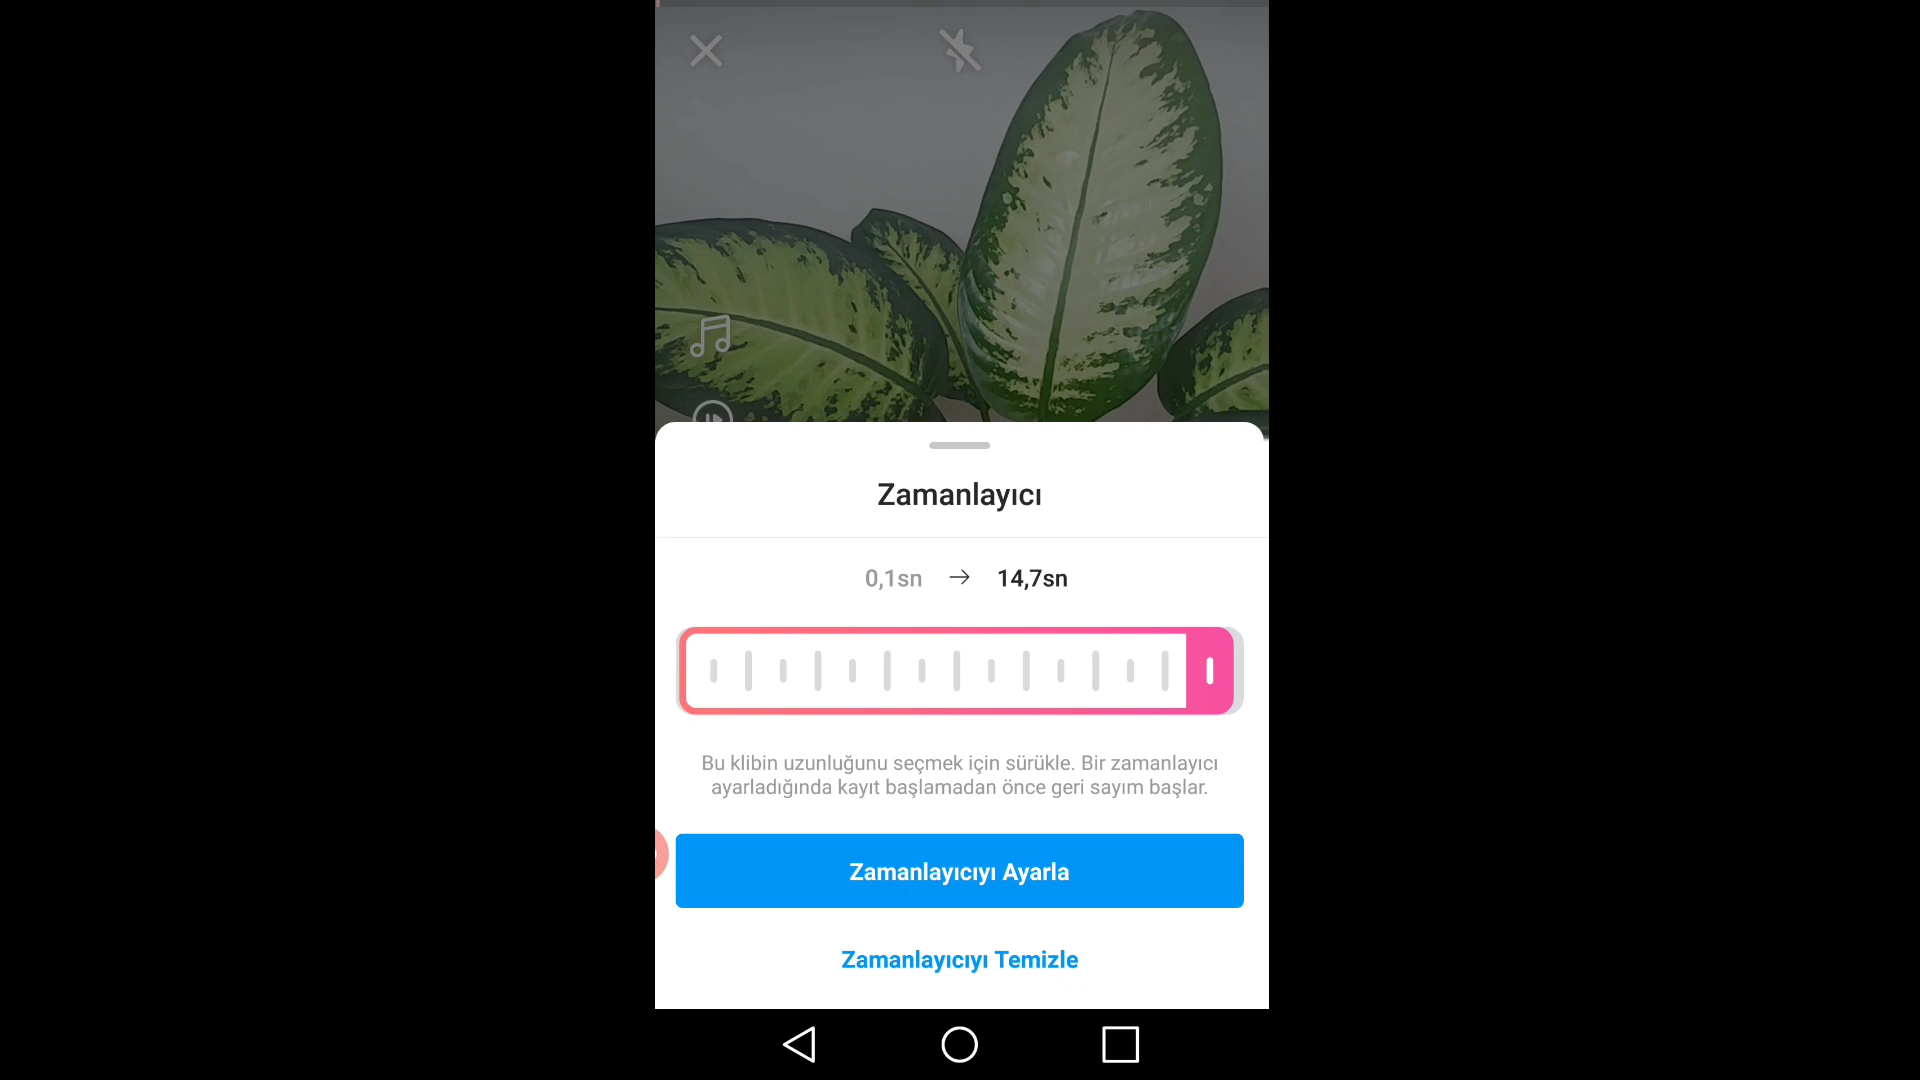 Zamanlayıcı
0,1sn → 14,7sn
Bu klibin uzunluğunu seçmek için sürükle. Bir zamanlayıcı
ayarladığında kayıt başlamadan önce geri sayım başlar.
Zamanlayıcıyı Ayarla
Zamanlayıcıyı Temizle